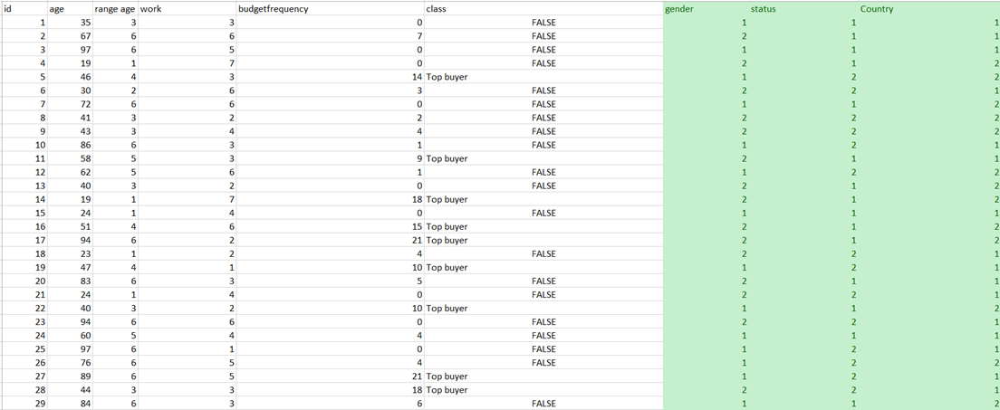 id age range age work budgetfrequency class gender status Country
1 35 3 3 0 FALSE 1 1 1
2 67 6 6 7 FALSE 2 1 1
3 97 6 5 0 FALSE 1 1 1
4 19 1 7 0 FALSE 2 1 2
5 46 4 3 14 Top buyer 1 2 2
6 30 2 6 3 FALSE 2 2 1
7 72 6 6 0 FALSE 1 1 2
8 41 3 2 2 FALSE 2 2 2
9 43 3 4 4 FALSE 2 2 2
10 86 6 3 1 FALSE 1 2 1
11 58 5 3 9 Top buyer 2 1 1
12 62 5 6 1 FALSE 1 2 2
13 40 3 2 0 FALSE 2 2 1
14 19 1 7 18 Top buyer 2 1 2
15 24 1 4 0 FALSE 1 1 1
16 51 4 6 15 Top buyer 2 1 2
17 94 6 2 21 Top buyer 2 1 2
18 23 1 2 4 FALSE 2 2 1
19 47 4 1 10 Top buyer 1 2 2
20 83 6 3 5 FALSE 2 1 1
21 24 1 4 0 FALSE 2 2 1
22 40 3 2 10 Top buyer 1 1 2
23 94 6 6 0 FALSE 2 2 1
24 60 5 4 4 FALSE 1 1 1
25 97 6 1 0 FALSE 1 2 1
26 76 6 5 4 FALSE 1 2 2
27 89 6 5 21 Top buyer 1 2 2
28 44 3 3 18 Top buyer 2 2 1
29 84 6 3 6 FALSE 1 1 2